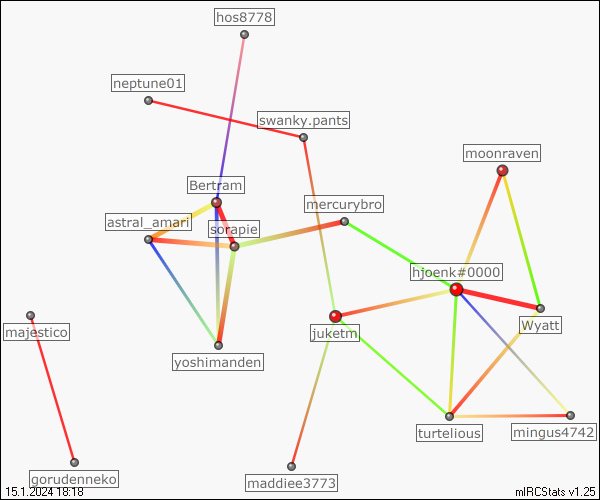 hos8778
neptune01
swanky.pants
moonraven
Bertram
mercurybro
astral_amari
sorapie
hjoenk#0000
majestico
juketm
Wyatt
yoshimanden
turtelious
mingus4742
gorudenneko
maddiee3773
15.1.2024 18:18
mIRCStats v1.25